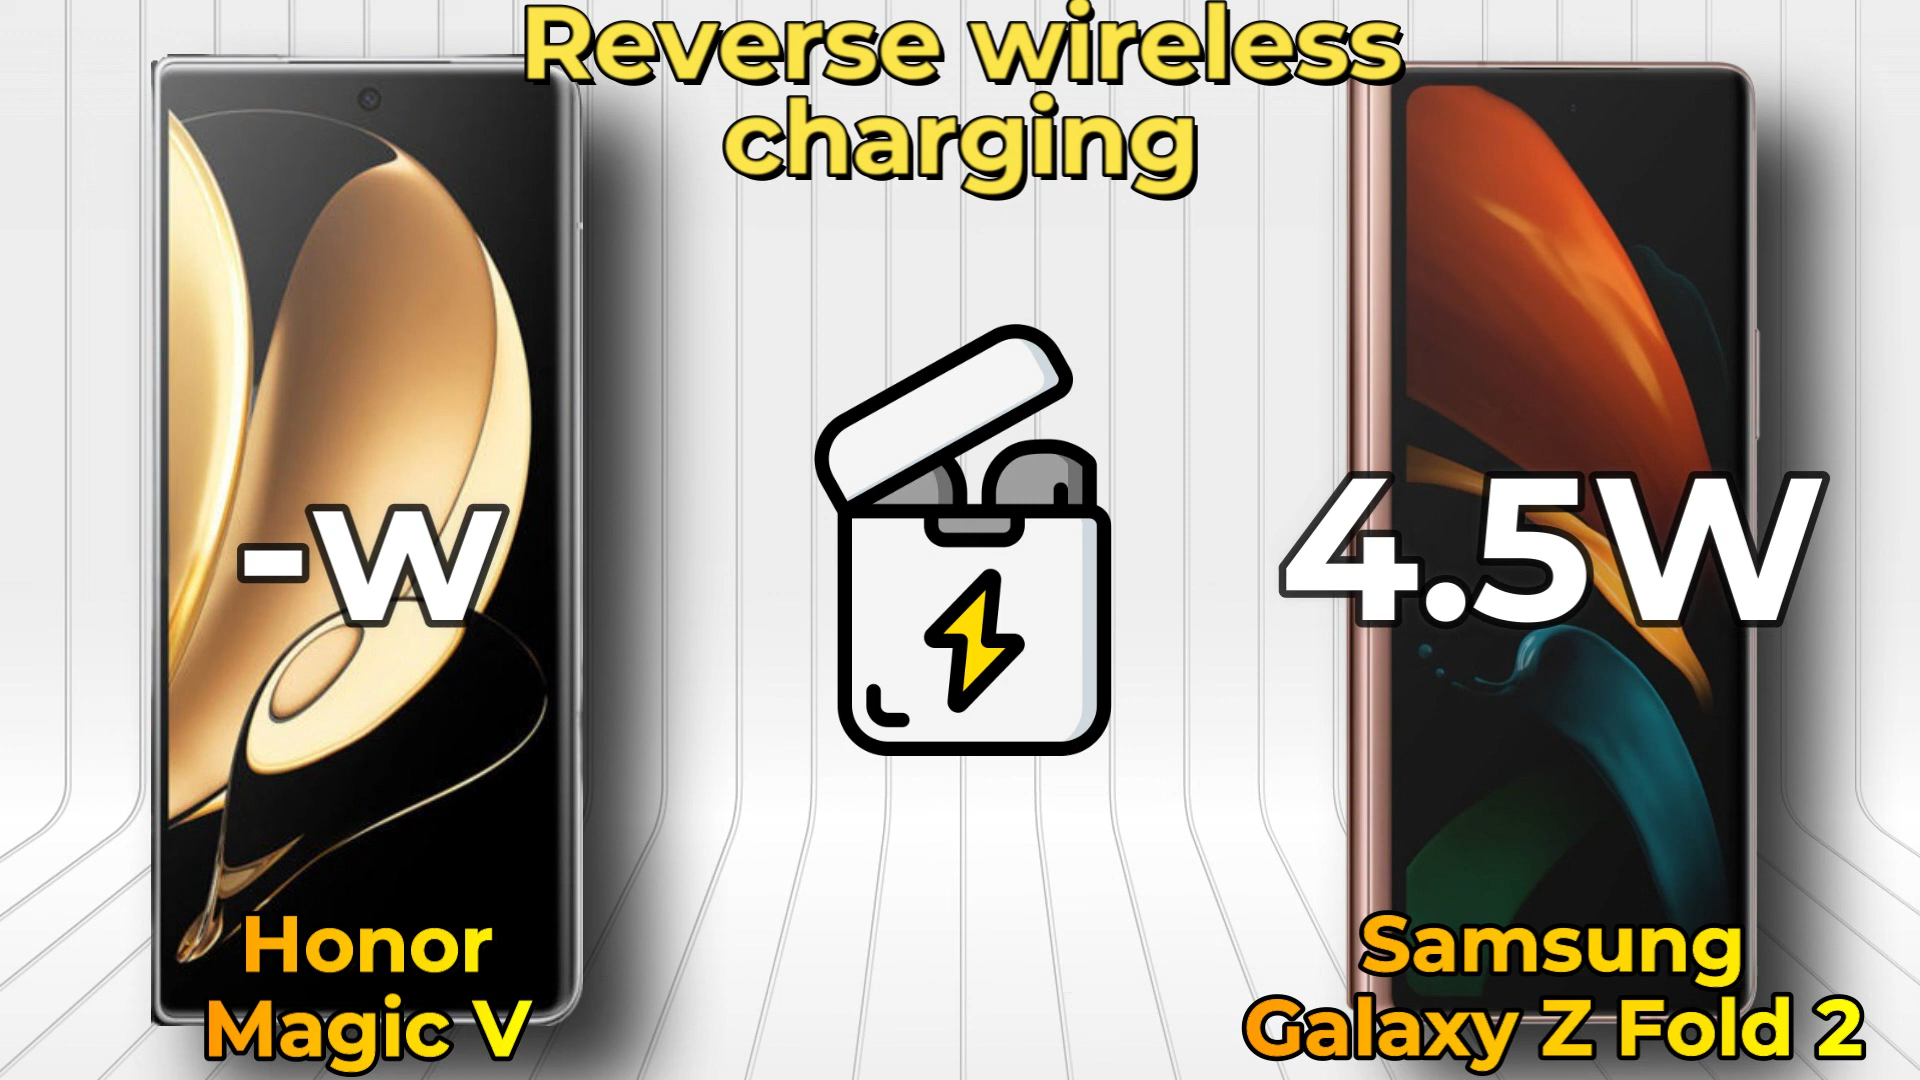 Reverse wireless
charging
-W
4.5W
Honor
Magic V
Samsung
Galaxy Z Fold 2